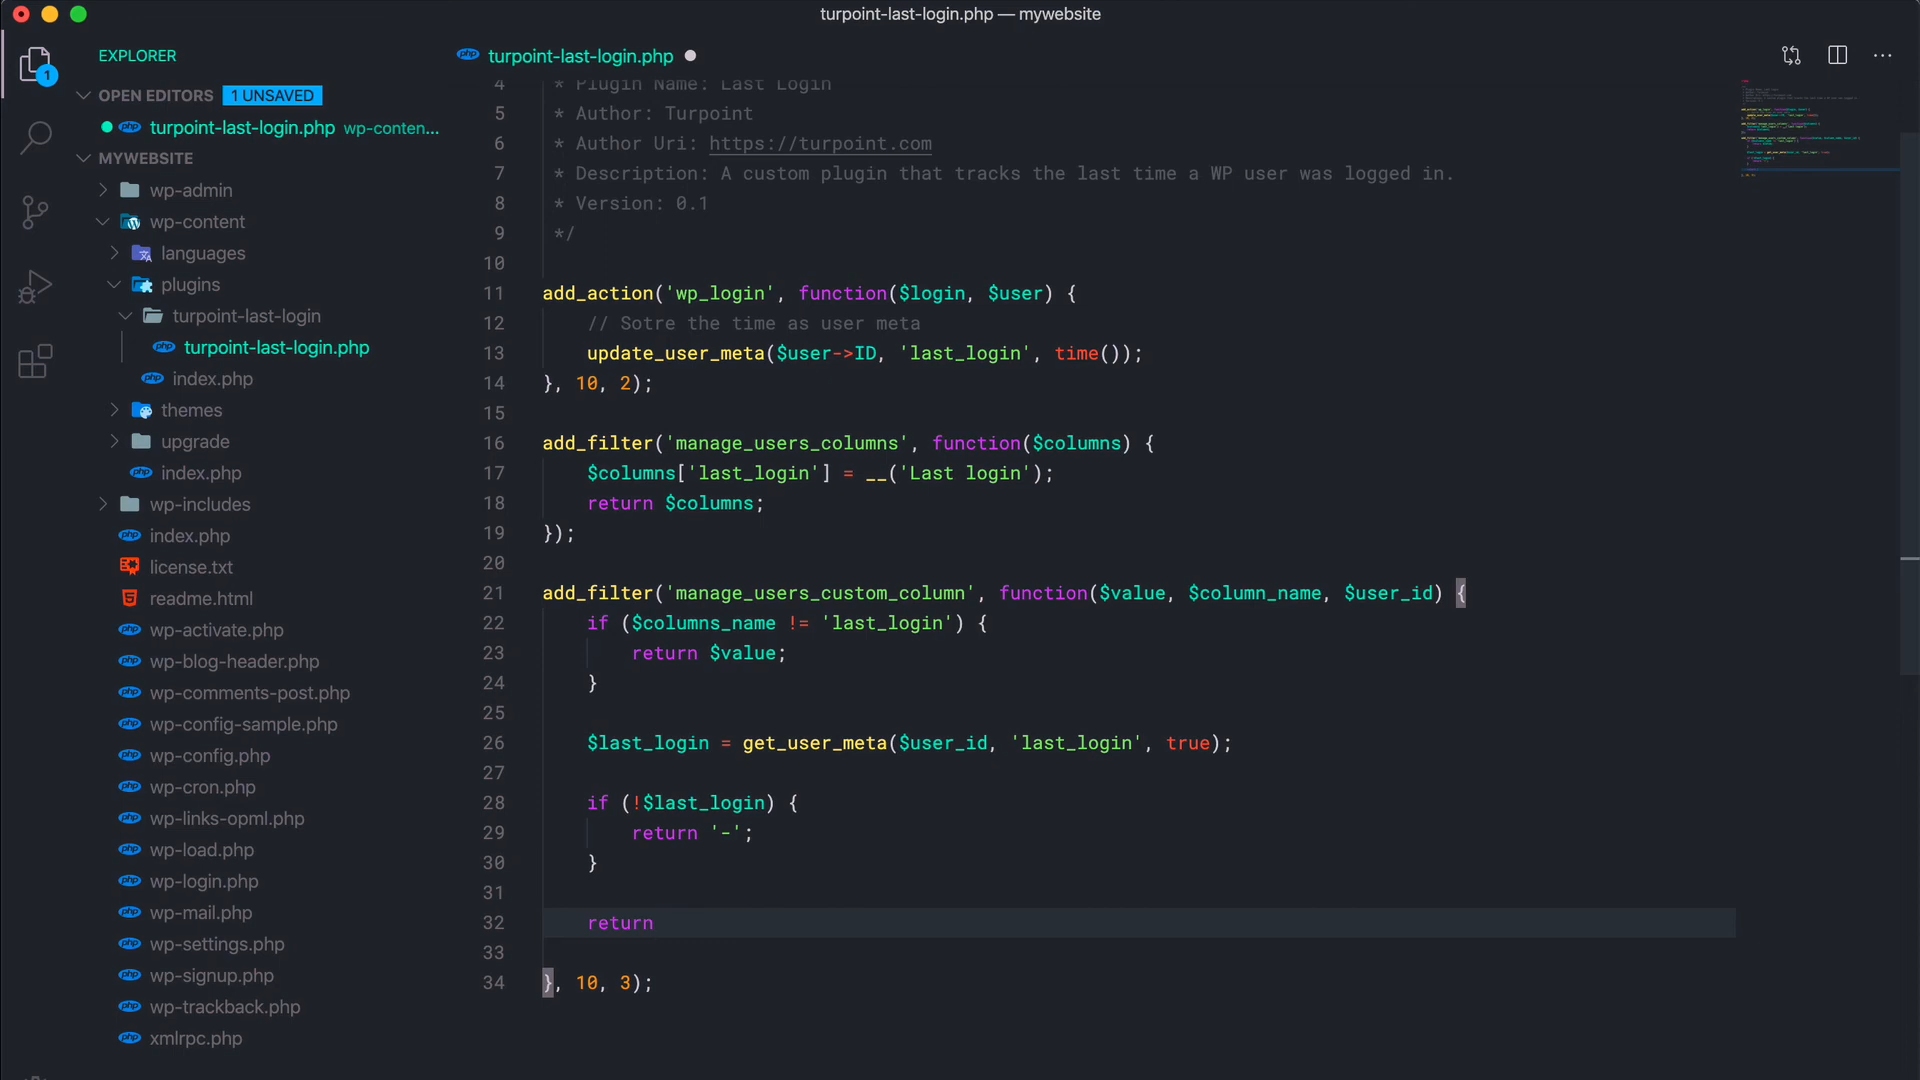 turpoint-last-login.php — mywebsite
EXPLORER
OPEN EDITORS 1 UNSAVED
turpoint-last-login.php wp-conten...
MYWEBSITE
wp-admin
wp-content
languages
plugins
turpoint-last-login
turpoint-last-login.php
index.php
themes
upgrade
index.php
wp-includes
index.php
license.txt
readme.html
wp-activate.php
wp-blog-header.php
wp-comments-post.php
wp-config-sample.php
wp-config.php
wp-cron.php
wp-links-opml.php
wp-load.php
wp-login.php
wp-mail.php
wp-settings.php
wp-signup.php
wp-trackback.php
xmlrpc.php
1
turpoint-last-login.php
4 * Plugin Name: Last Login
5 * Author: Turpoint
6 * Author Uri: https://turpoint.com
7 * Description: A custom plugin that tracks the last time a WP user was logged in.
8 * Version: 0.1
9 */
10
11 add_action('wp_login', function($login, $user) {
12 // Sotre the time as user meta
13 update_user_meta($user->ID, 'last_login', time());
14 }, 10, 2);
15
16 add_filter('manage_users_columns', function($columns) {
17 $columns['last_login'] = __('Last login');
18 return $columns;
19 });
20
21 add_filter('manage_users_custom_column', function($value, $column_name, $user_id) {
22 if ($columns_name != 'last_login') {
23 return $value;
24 }
25
26 $last_login = get_user_meta($user_id, 'last_login', true);
27
28 if (!$last_login) {
29 return '-';
30 }
31
32 return
33
34 }, 10, 3);